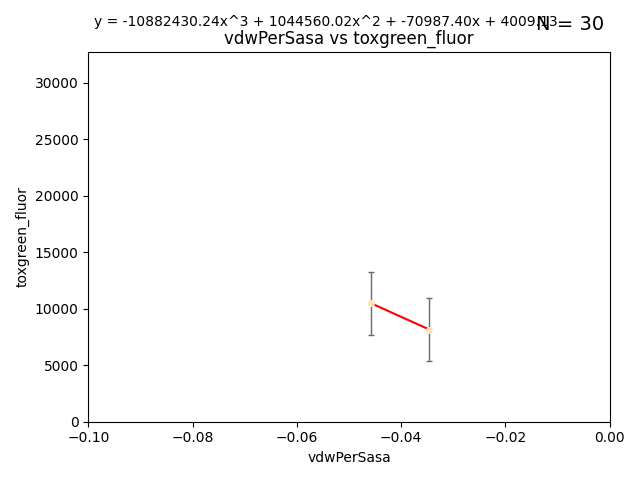 y = -10882430.24x^3 + 1044560.02x^2 + -70987.40x +
N = 30
vdwPerSasa vs toxgreen_fluor
30000
25000
20000
15000
10000
5000
0
toxgreen_fluor
−0.10
−0.08
−0.06
−0.04
−0.02
0.00
vdwPerSasa